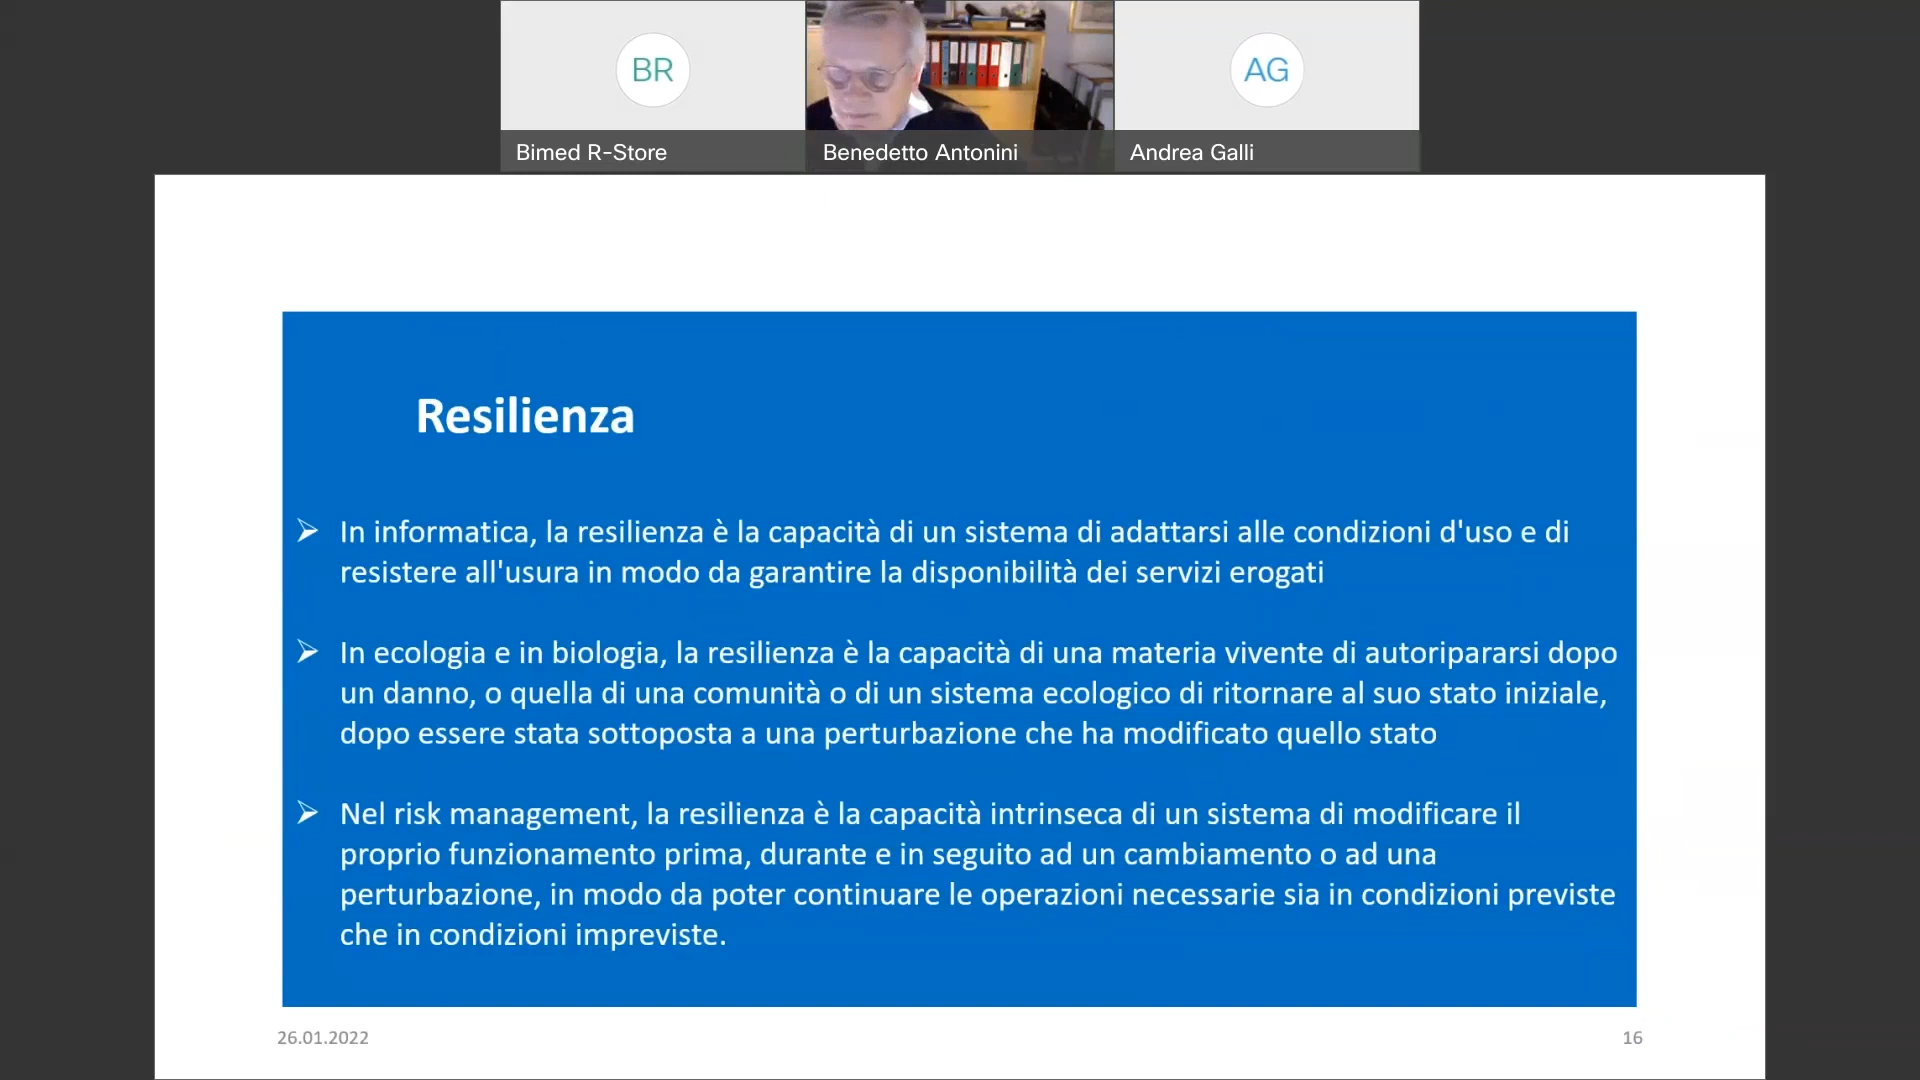 BR
AG
Bimed R-Store
Benedetto Antonini
Andrea Galli
Resilienza
➢ In informatica, la resilienza è la capacità di un sistema di adattarsi alle condizioni d'uso e di
resistere all'usura in modo da garantire la disponibilità dei servizi erogati
➢ In ecologia e in biologia, la resilienza è la capacità di una materia vivente di autoripararsi dopo
un danno, o quella di una comunità o di un sistema ecologico di ritornare al suo stato iniziale,
dopo essere stata sottoposta a una perturbazione che ha modificato quello stato
➢ Nel risk management, la resilienza è la capacità intrinseca di un sistema di modificare il
proprio funzionamento prima, durante e in seguito ad un cambiamento o ad una
perturbazione, in modo da poter continuare le operazioni necessarie sia in condizioni previste
che in condizioni impreviste.
26.01.2022
16